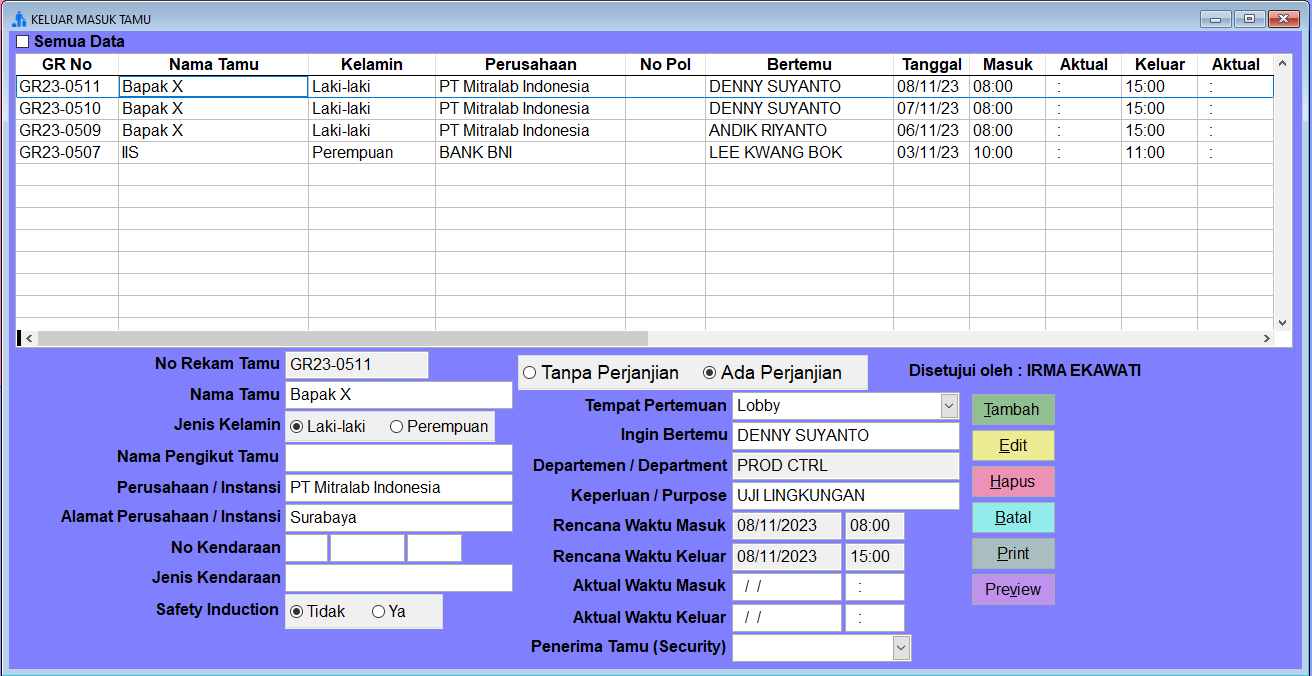 KELUAR MASUK TAMU
Semua Data
GR No Nama Tamu Kelamin Perusahaan No Pol Bertemu Tanggal Masuk Aktual Keluar Aktual
GR23-0511 Bapak X Laki-laki PT Mitralab Indonesia DENNY SUYANTO 08/11/23 08:00 : 15:00 :
GR23-0510 Bapak X Laki-laki PT Mitralab Indonesia DENNY SUYANTO 07/11/23 08:00 : 15:00 :
GR23-0509 Bapak X Laki-laki PT Mitralab Indonesia ANDIK RIYANTO 06/11/23 08:00 : 15:00 :
GR23-0507 IIS Perempuan BANK BNI LEE KWANG BOK 03/11/23 10:00 : 11:00 :
No Rekam Tamu GR23-0511
Nama Tamu Bapak X
Jenis Kelamin Laki-laki Perempuan
Nama Pengikut Tamu
Perusahaan / Instansi PT Mitralab Indonesia
Alamat Perusahaan / Instansi Surabaya
No Kendaraan
Jenis Kendaraan
Safety Induction Tidak Ya
Tanpa Perjanjian Ada Perjanjian
Tempat Pertemuan Lobby
Ingin Bertemu DENNY SUYANTO
Departemen / Department PROD CTRL
Keperluan / Purpose UJI LINGKUNGAN
Rencana Waktu Masuk 08/11/2023 08:00
Rencana Waktu Keluar 08/11/2023 15:00
Aktual Waktu Masuk / / :
Aktual Waktu Keluar / / :
Penerima Tamu (Security)
Disetujui oleh : IRMA EKAWATI
Tambah
Edit
Hapus
Batal
Print
Preview